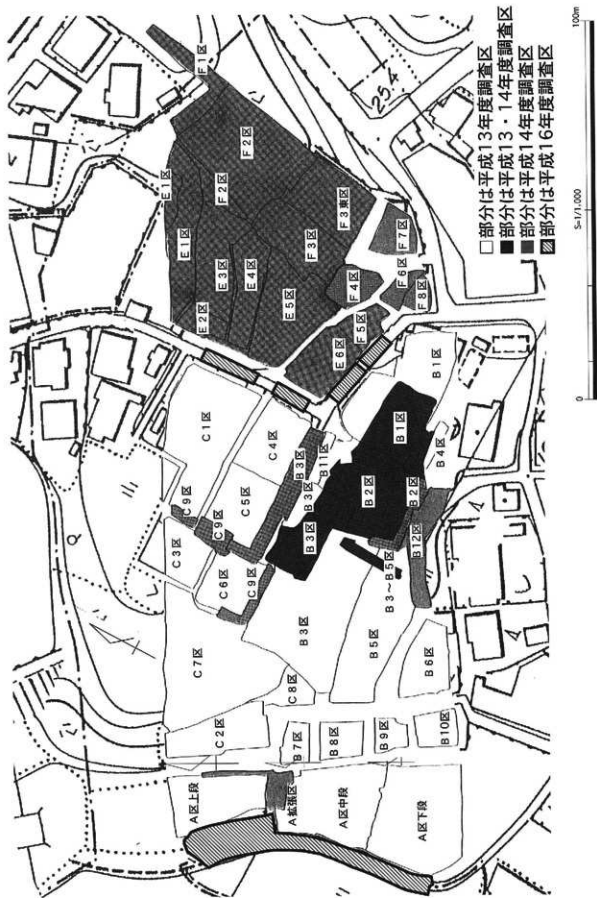 F1区
E1区
F2区
E1区
F2区
E2区
E3区
E4区
F3東区
F3区
E5区
F7区
F4区
F6区
F8区
F5区
E6区
C1区
C4区
B3区
B11区
B1区
B1区
B4区
C9区
C5区
B3区
B2区
B2区
C3区
C9区
B3区
B12区
B3～B5区
C6区
C9区
C7区
B3区
B5区
B6区
C8区
C2区
B7区
B8区
B9区
B10区
A区上段
A拡張区
A区中段
A区下段
25.4
部分は平成13年度調査区
部分は平成13・14年度調査区
部分は平成14年度調査区
部分は平成16年度調査区
0
S=1/1,000
100m